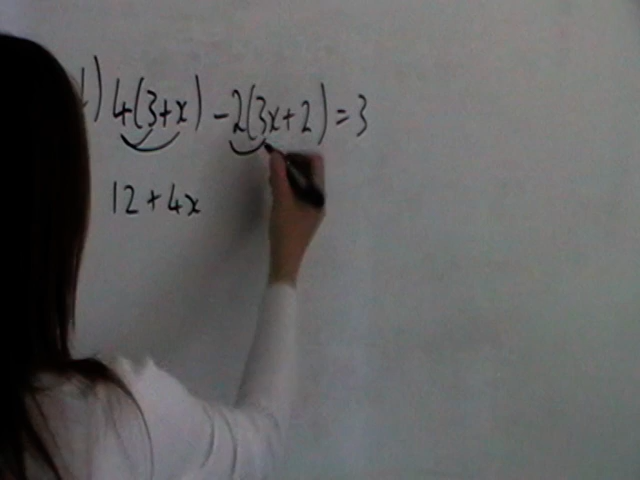 4(3+x) - 2(3x+2) = 3
12 + 4x